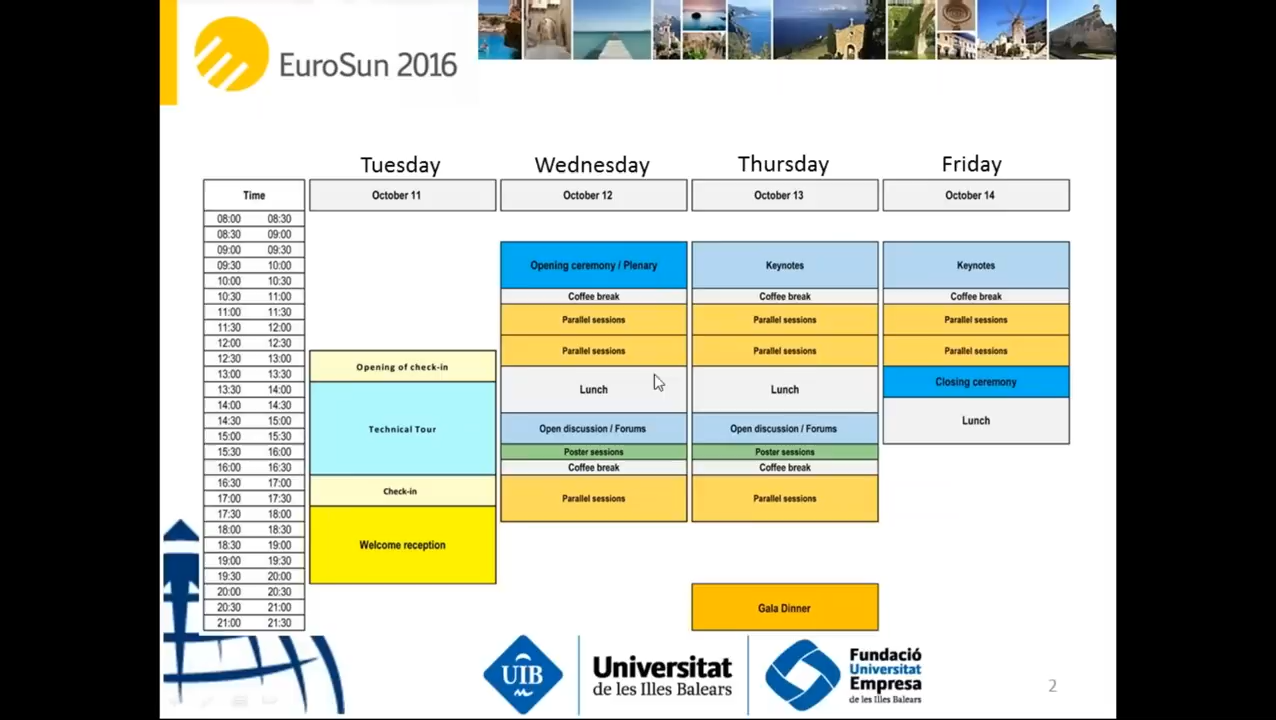 EuroSun 2016
Tuesday Wednesday Thursday Friday
Time October 11 October 12 October 13 October 14
08:00 08:30
08:30 09:00
09:00 09:30
09:30 10:00 Opening ceremony / Plenary Keynotes Keynotes
10:00 10:30
10:30 11:00 Coffee break Coffee break Coffee break
11:00 11:30 Parallel sessions Parallel sessions Parallel sessions
11:30 12:00
12:00 12:30 Parallel sessions Parallel sessions Parallel sessions
12:30 13:00 Opening of check-in
13:00 13:30 Closing ceremony
13:30 14:00 Lunch Lunch
14:00 14:30
14:30 15:00 Technical Tour Open discussion / Forums Open discussion / Forums Lunch
15:00 15:30
15:30 16:00 Poster sessions Poster sessions
16:00 16:30 Coffee break Coffee break
16:30 17:00 Check-in
17:00 17:30 Parallel sessions Parallel sessions
17:30 18:00
18:00 18:30
18:30 19:00 Welcome reception
19:00 19:30
19:30 20:00
20:00 20:30
20:30 21:00 Gala Dinner
21:00 21:30
UIB
Universitat
de les Illes Balears
Fundació
Universitat
Empresa
de les Illes Balears
2